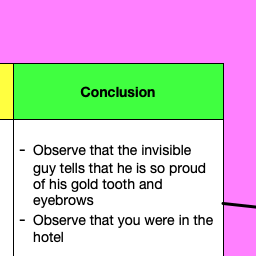 Conclusion
- Observe that the invisible
guy tells that he is so proud
of his gold tooth and
eyebrows
- Observe that you were in the
hotel